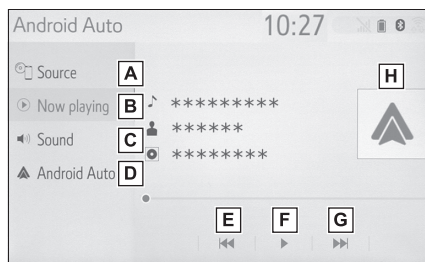 Android Auto 10:27
H
Source A
Now playing B
*********
******
Sound C
********
Android Auto D
E F G